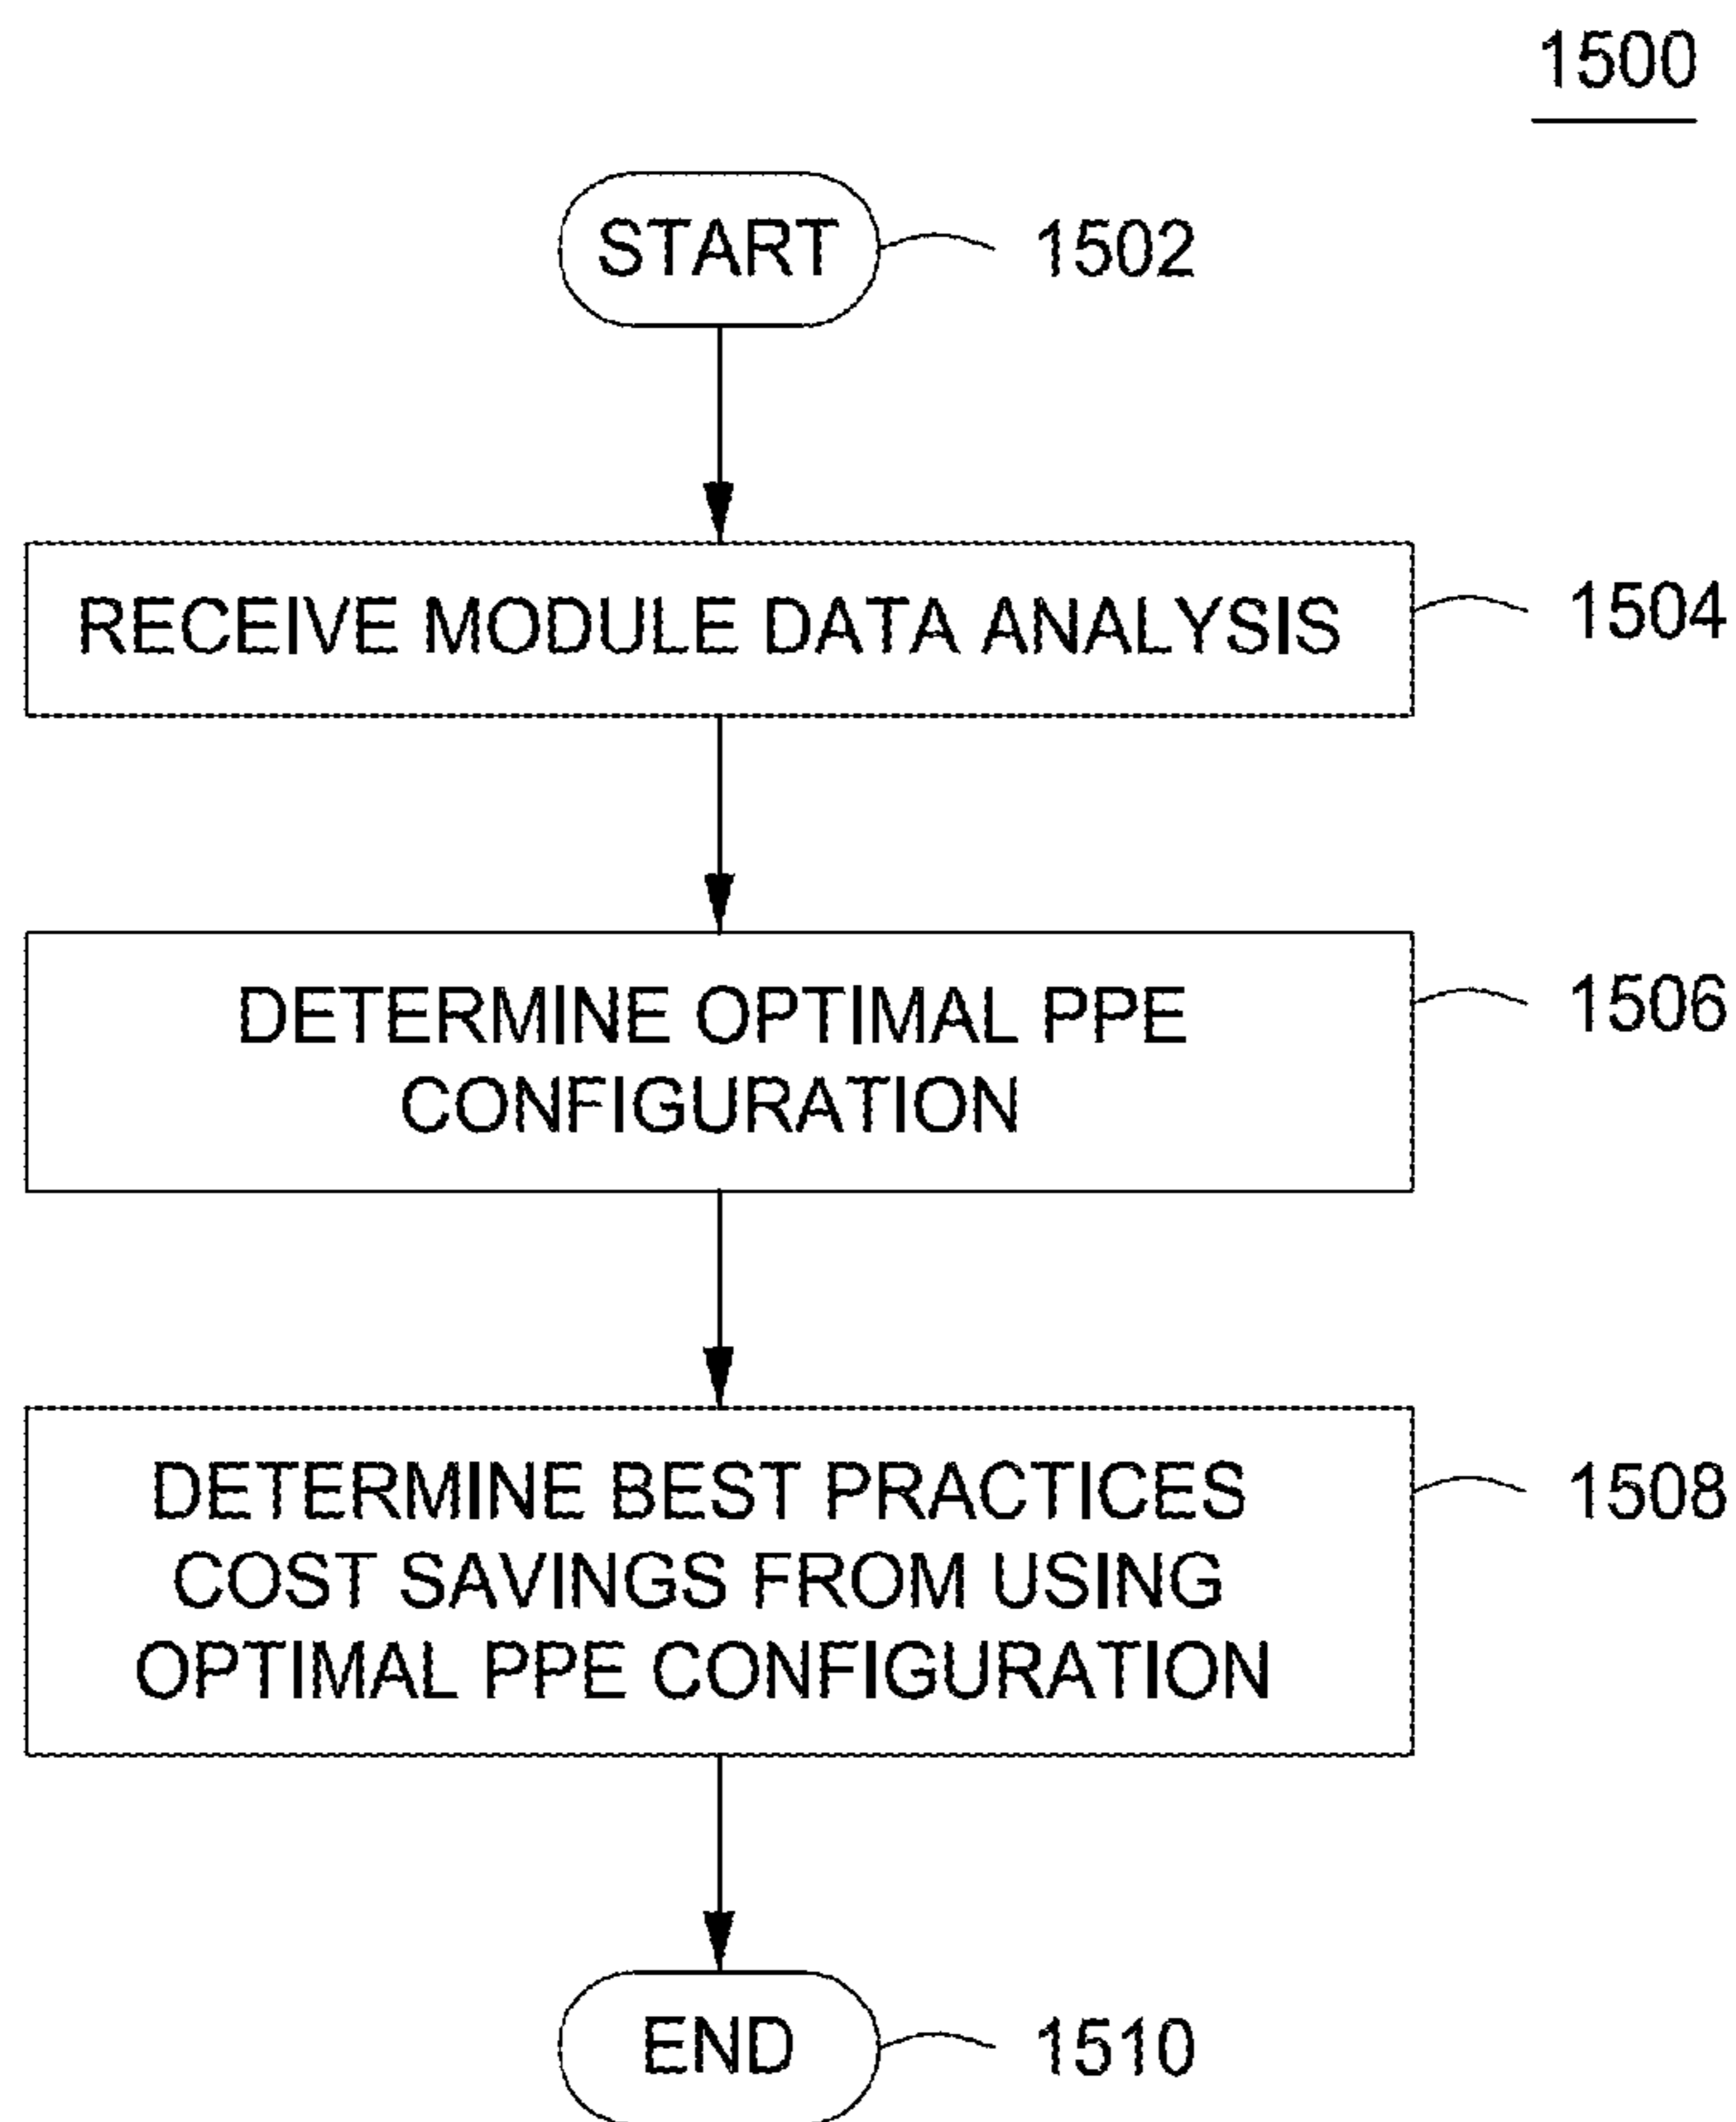 1500
START
1502
RECEIVE MODULE DATA ANALYSIS
1504
DETERMINE OPTIMAL PPE
CONFIGURATION
1506
DETERMINE BEST PRACTICES
COST SAVINGS FROM USING
OPTIMAL PPE CONFIGURATION
1508
END
1510